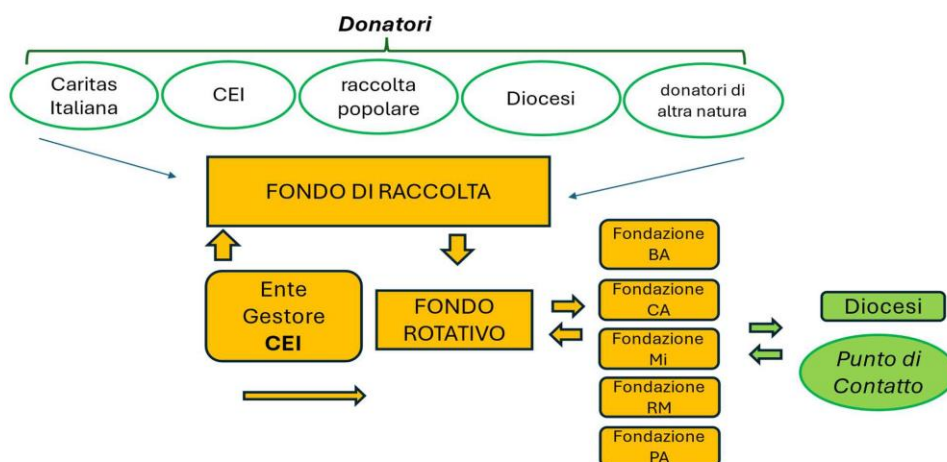 Donatori
Caritas
Italiana
CEI
raccolta
popolare
Diocesi
donatori di
altra natura
FONDO DI RACCOLTA
Ente
Gestore
CEI
FONDO
ROTATIVO
Fondazione
BA
Fondazione
CA
Fondazione
Mi
Fondazione
RM
Fondazione
PA
Diocesi
Punto di
Contatto